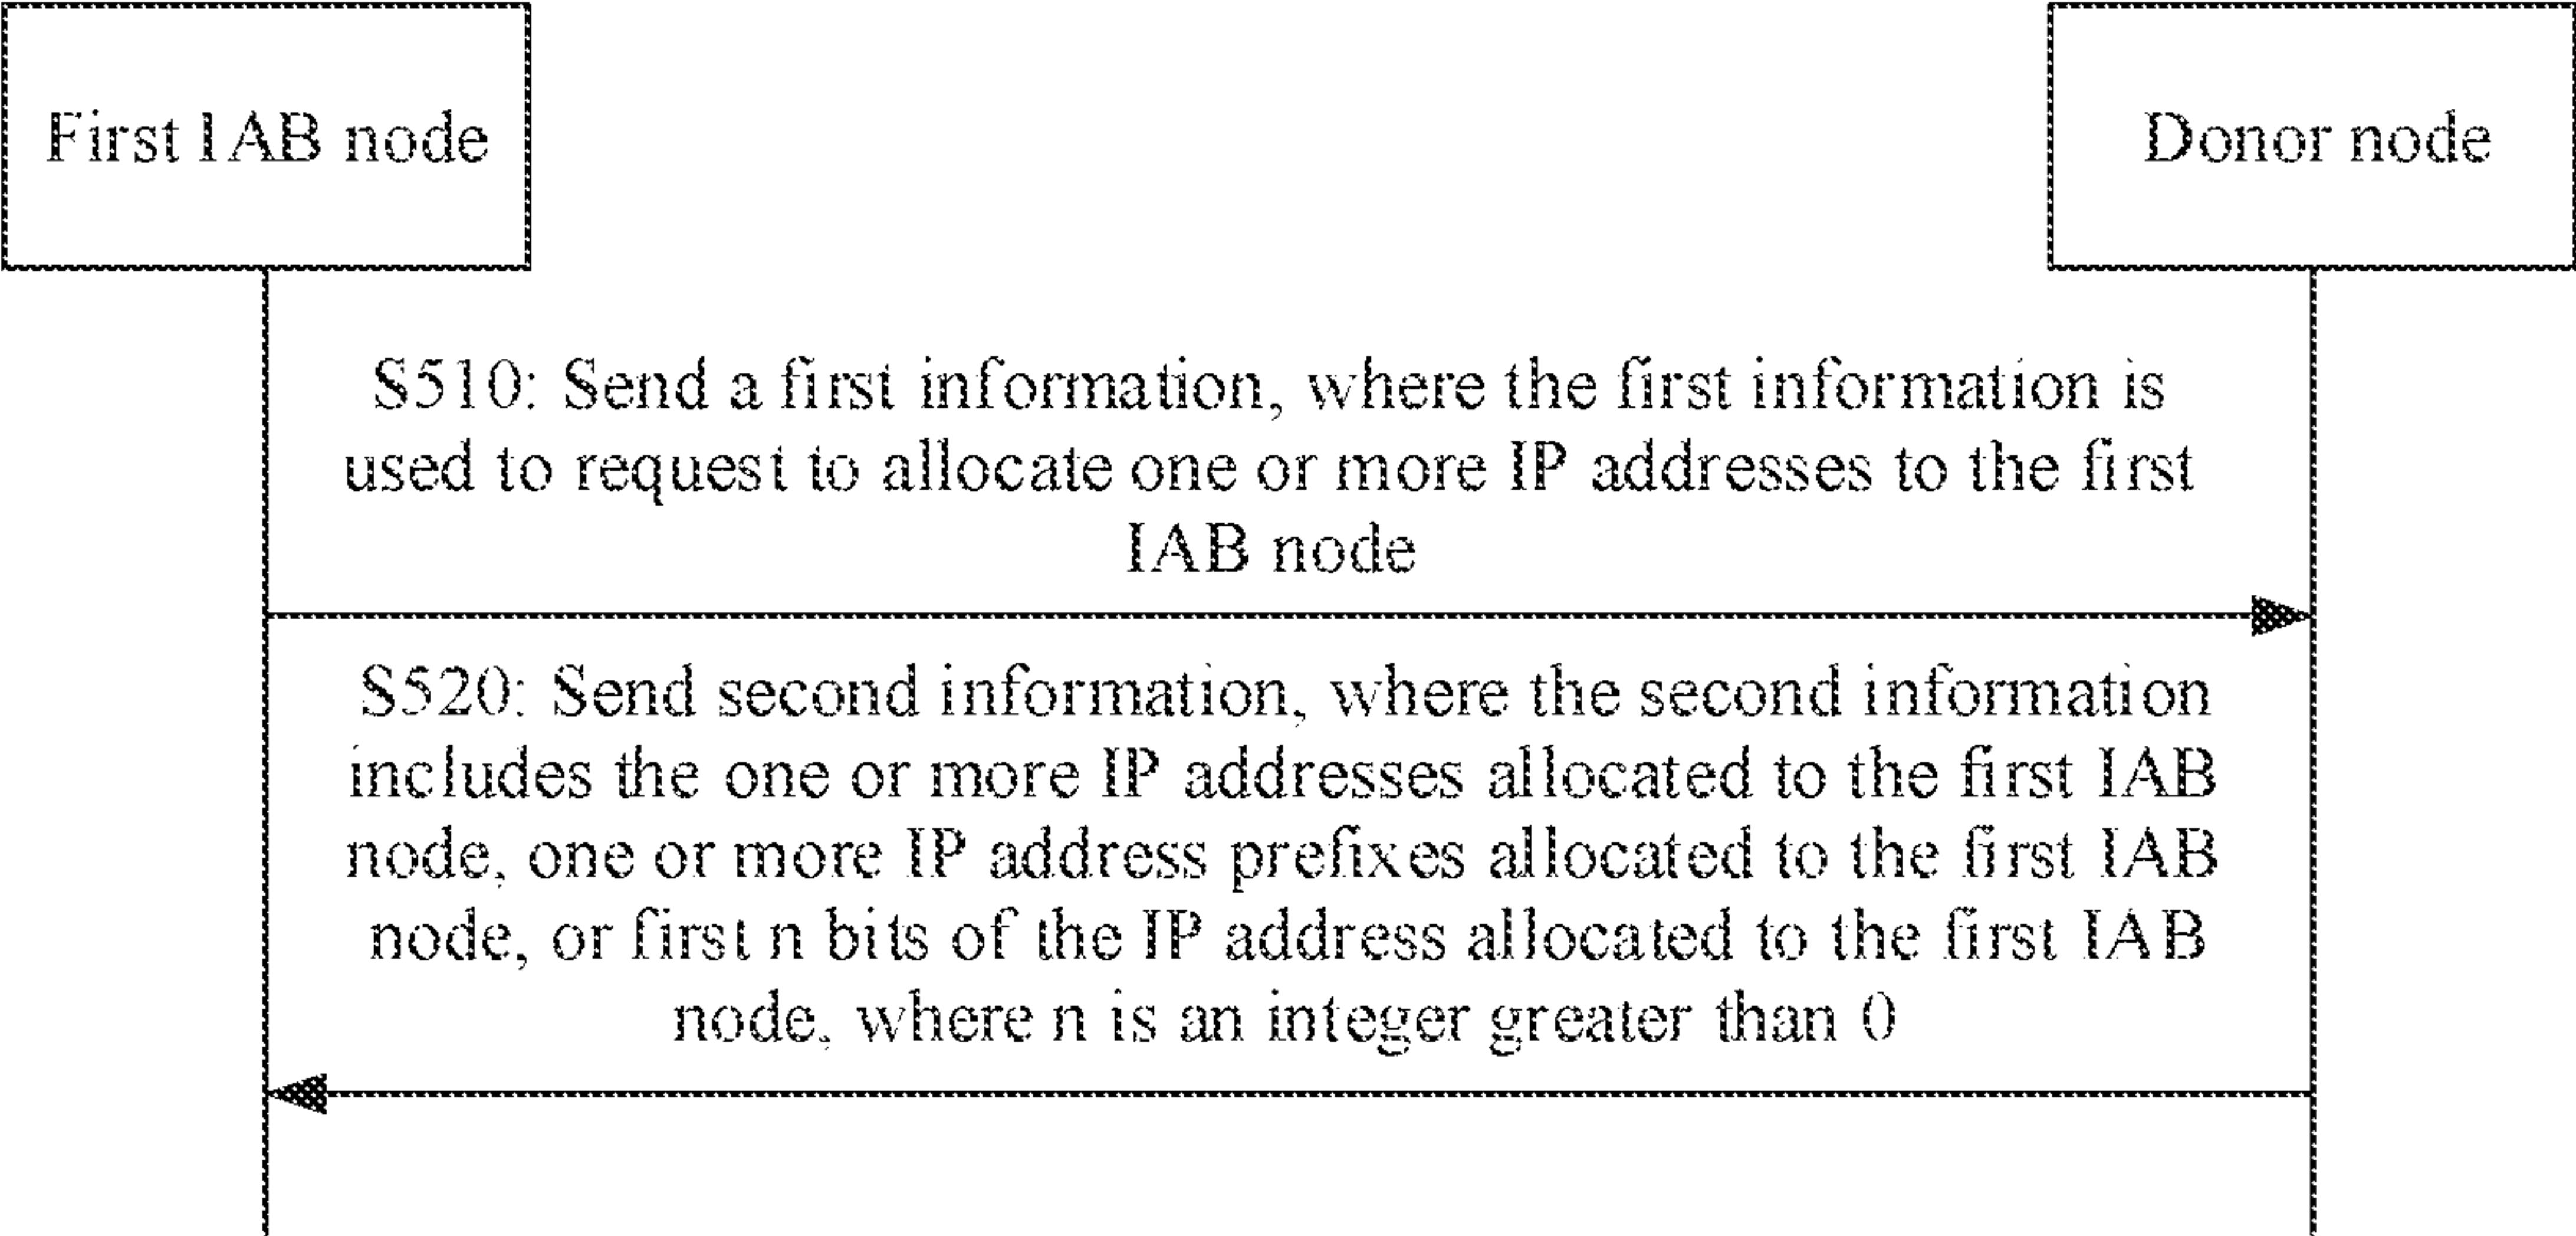 First IAB node
Donor node
S510: Send a first information, where the first information is
used to request to allocate one or more IP addresses to the first
IAB node
S520: Send second information, where the second information
includes the one or more IP addresses allocated to the first IAB
node, one or more IP address prefixes allocated to the first IAB
node, or first n bits of the IP address allocated to the first IAB
node, where n is an integer greater than 0